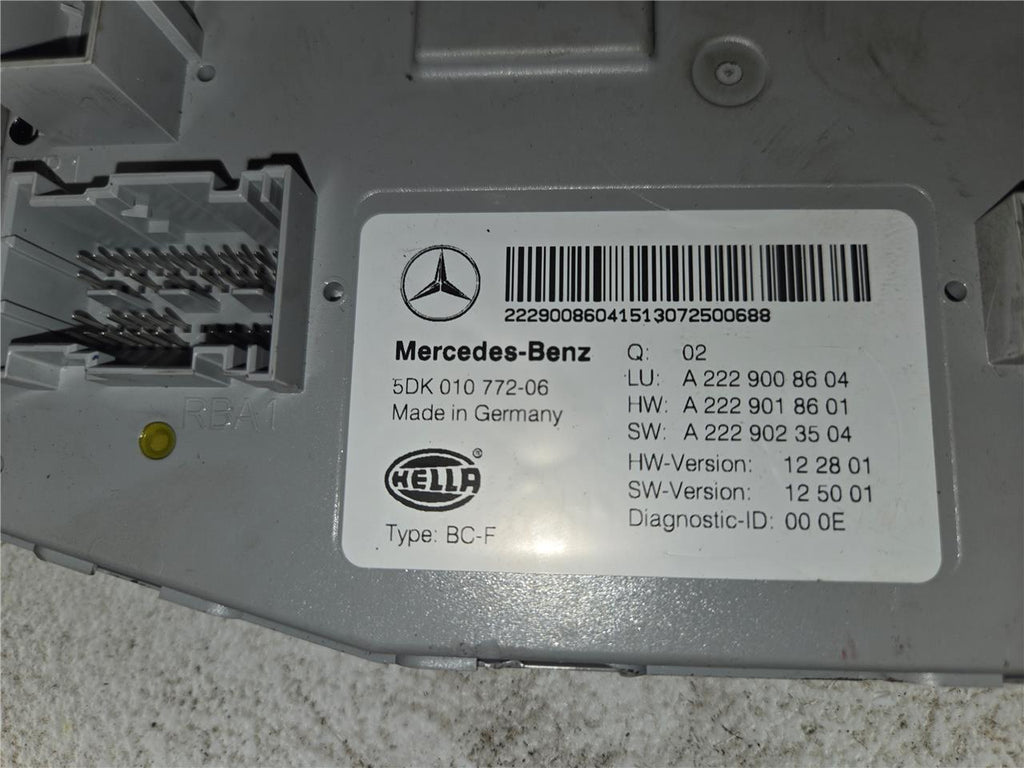 22290086041513072500688
Mercedes-Benz
5DK 010 772-06
Made in Germany
HELLA®
Type: BC-F
Q: 02
LU: A 222 900 86 04
HW: A 222 901 86 01
SW: A 222 902 35 04
HW-Version: 12 28 01
SW-Version: 12 50 01
Diagnostic-ID: 00 0E
RBA1